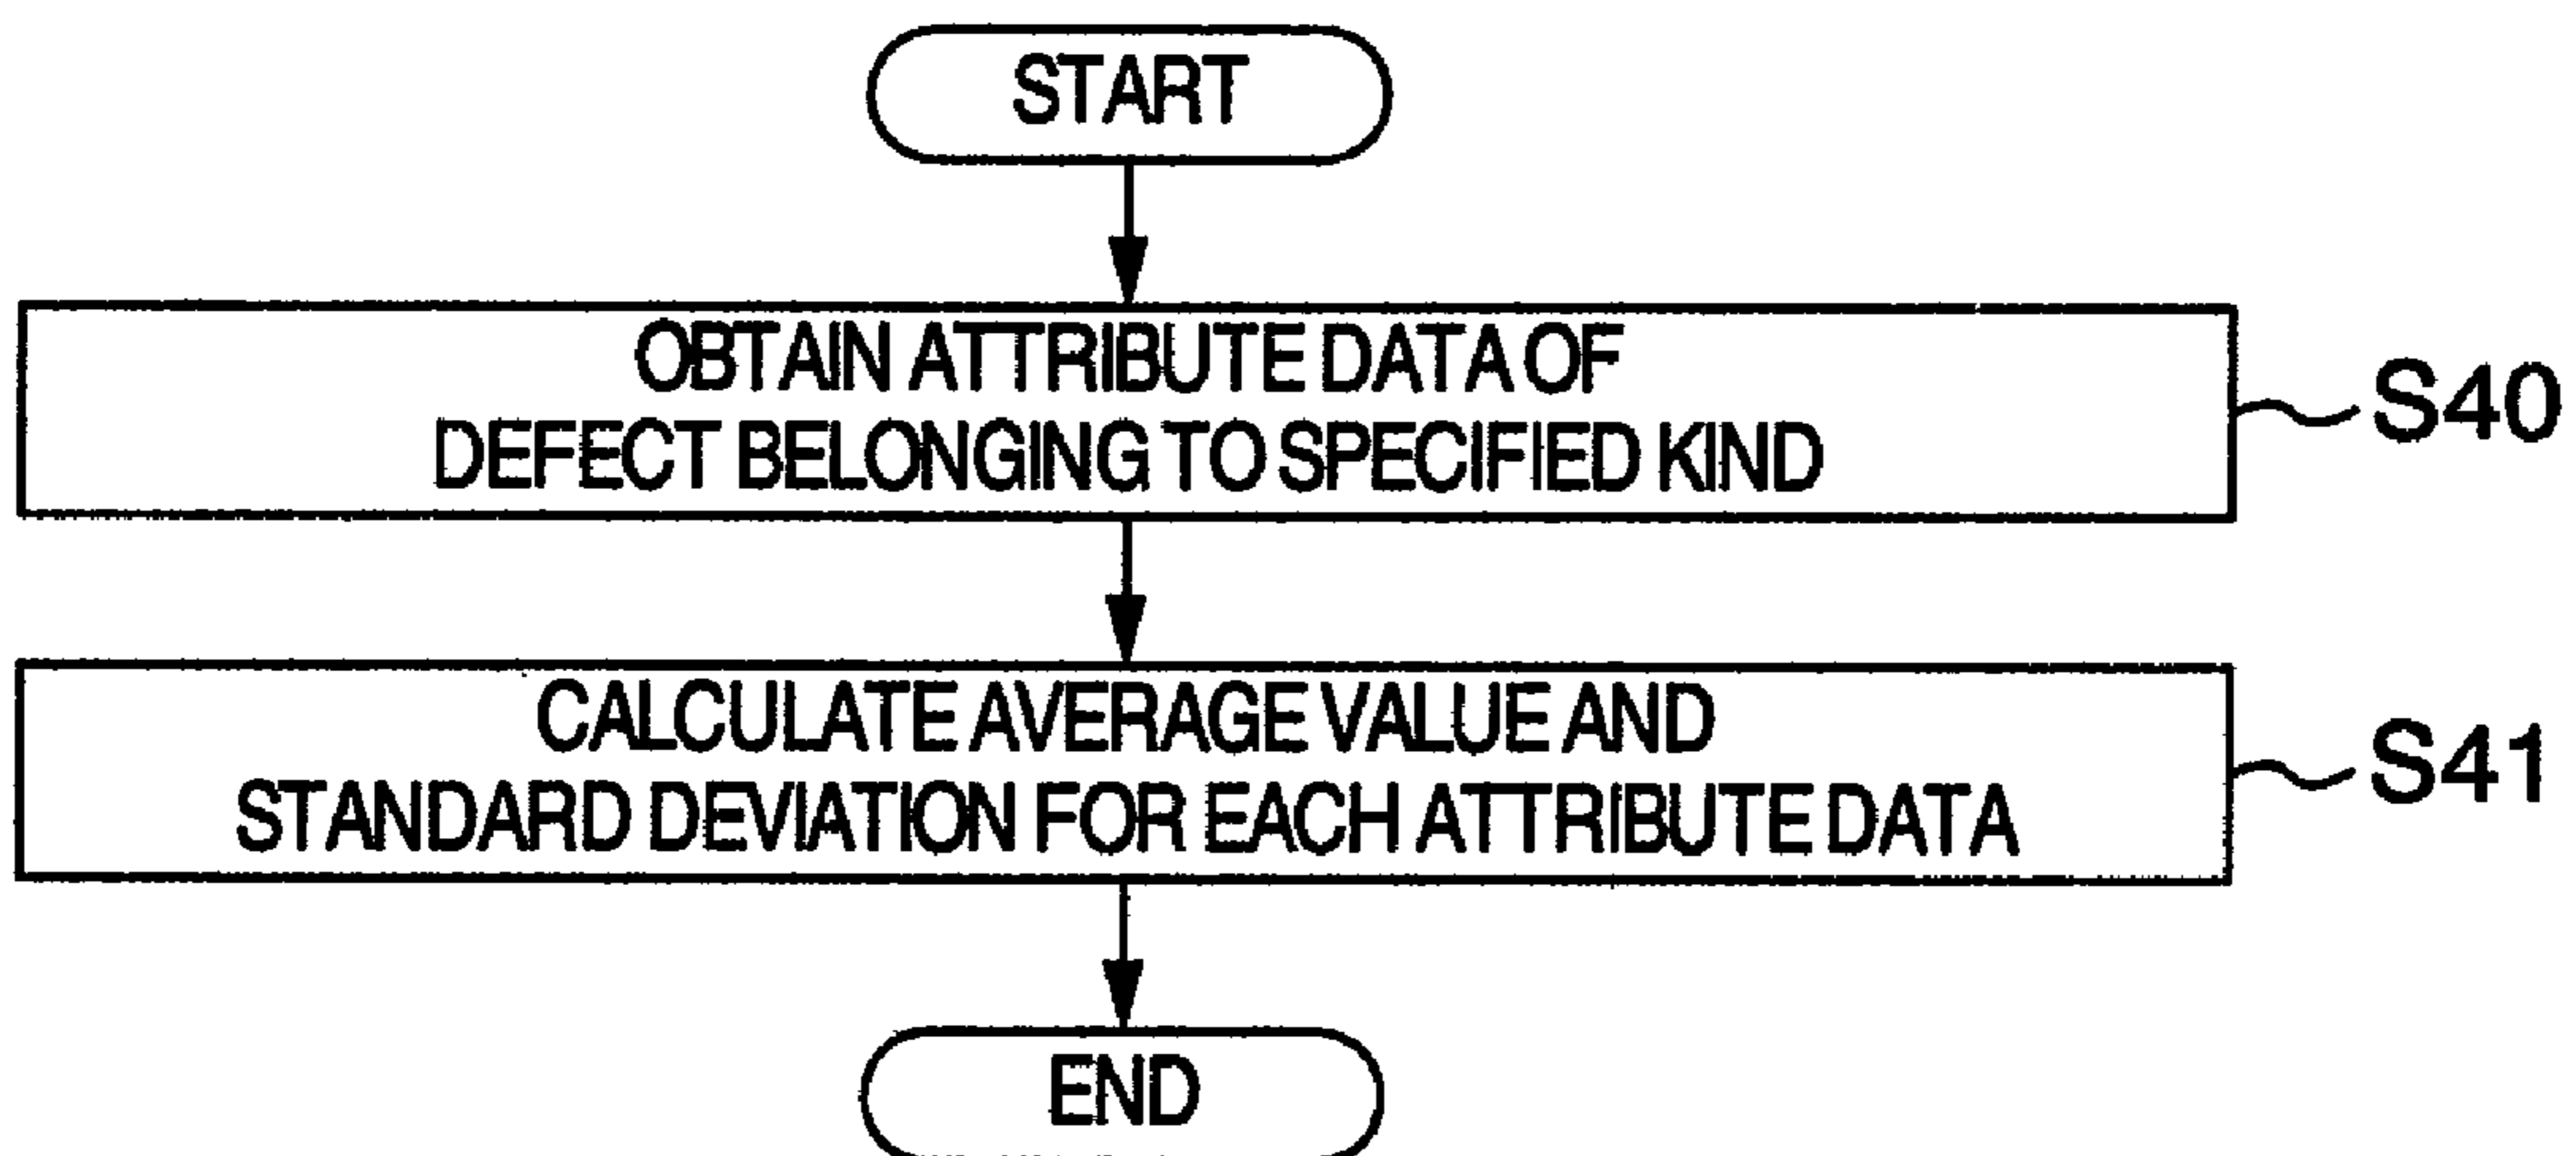 START
OBTAIN ATTRIBUTE DATA OF
DEFECT BELONGING TO SPECIFIED KIND
S40
CALCULATE AVERAGE VALUE AND
STANDARD DEVIATION FOR EACH ATTRIBUTE DATA
S41
END